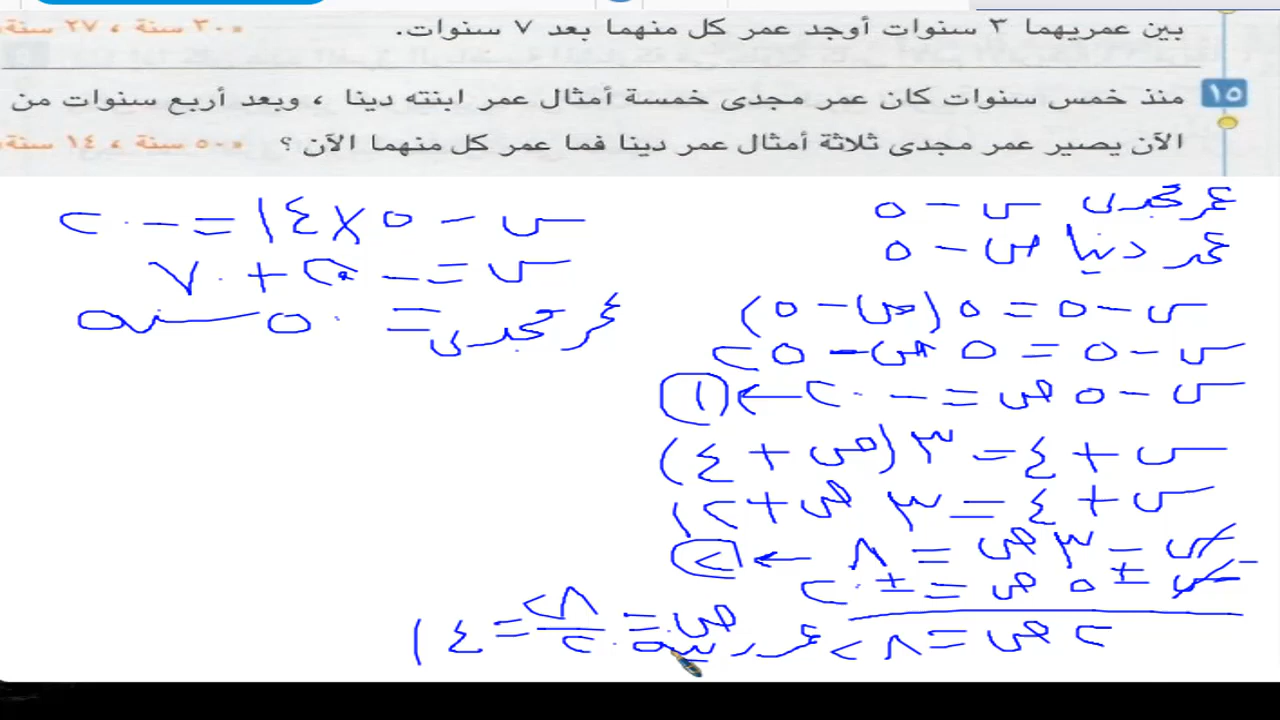 بين عمريهما ٣ سنوات أوجد عمر كل منهما بعد ٧ سنوات. «٣٠ سنة ، ٢٧ سنة
١٥ منذ خمس سنوات كان عمر مجدى خمسة أمثال عمر ابنته دينا ، وبعد أربع سنوات من
الآن يصير عمر مجدى ثلاثة أمثال عمر دينا فما عمر كل منهما الآن ؟ «٥٠ سنة ، ١٤ سنة
عمر مجدى س - ٥
عمر دنيا ص - ٥
س - ٥ = ٥ (ص - ٥)
س - ٥ = ٥ ص - ٢٥
س - ٥ ص = - ٢٠ ← ١
س + ٤ = ٣ (ص + ٤)
س + ٤ = ٣ ص + ١٢
س - ٣ ص = ٨ ← ٢
س ± ٥ ص = ± ٢٠
٢ ص = ٢٨
ص = ٢٨/٢ = ١٤
س - ٥ × ١٤ = - ٢٠
س = - ٢٠ + ٧٠
عمر مجدى = ٥٠ سنه